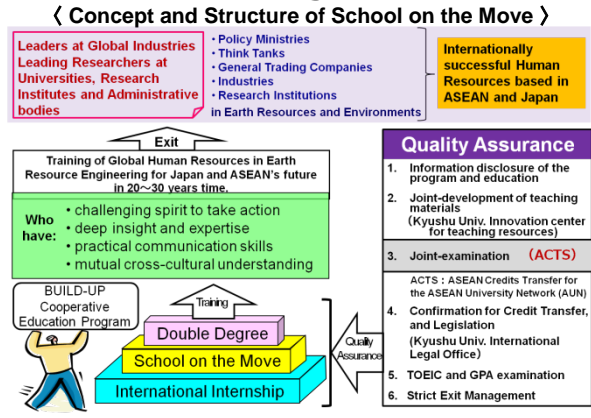 〈 Concept and Structure of School on the Move 〉
Leaders at Global Industries
Leading Researchers at
Universities, Research
Institutes and Administrative
bodies
・Policy Ministries
・Think Tanks
・General Trading Companies
・Industries
・Research Institutions
in Earth Resources and Environments
Internationally
successful Human
Resources based in
ASEAN and Japan
Exit
Training of Global Human Resources in Earth
Resource Engineering for Japan and ASEAN's future
in 20～30 years time.
Who
have:
• challenging spirit to take action
• deep insight and expertise
• practical communication skills
• mutual cross-cultural understanding
BUILD-UP
Cooperative
Education Program
Training
Double Degree
School on the Move
International Internship
Quality
Assurance
Quality Assurance
1. Information disclosure of the
program and education
2. Joint-development of teaching
materials
(Kyushu Univ. Innovation center
for teaching resources)
3. Joint-examination (ACTS)
ACTS：ASEAN Credits Transfer for
the ASEAN University Network (AUN)
4. Confirmation for Credit Transfer,
and Legislation
(Kyushu Univ. International
Legal Office）
5. TOEIC and GPA examination
6. Strict Exit Management